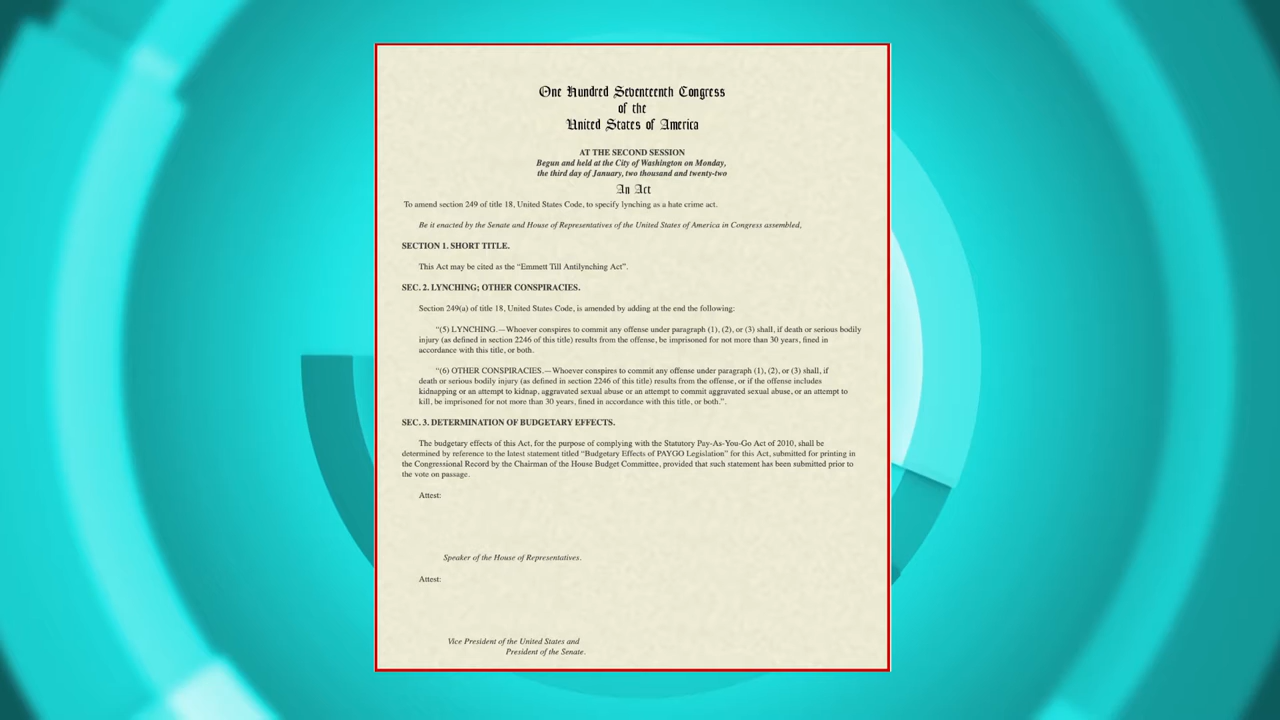 One Hundred Seventeenth Congress
of the
United States of America
AT THE SECOND SESSION
Begun and held at the City of Washington on Monday,
the third day of January, two thousand and twenty-two
An Act
To amend section 249 of title 18, United States Code, to specify lynching as a hate crime act.
Be it enacted by the Senate and House of Representatives of the United States of America in Congress assembled,
SECTION 1. SHORT TITLE.
This Act may be cited as the “Emmett Till Antilynching Act”.
SEC. 2. LYNCHING; OTHER CONSPIRACIES.
Section 249(a) of title 18, United States Code, is amended by adding at the end the following:
“(5) LYNCHING.—Whoever conspires to commit any offense under paragraph (1), (2), or (3) shall, if death or serious bodily
injury (as defined in section 2246 of this title) results from the offense, be imprisoned for not more than 30 years, fined in
accordance with this title, or both.
“(6) OTHER CONSPIRACIES.—Whoever conspires to commit any offense under paragraph (1), (2), or (3) shall, if
death or serious bodily injury (as defined in section 2246 of this title) results from the offense, or if the offense includes
kidnapping or an attempt to kidnap, aggravated sexual abuse or an attempt to commit aggravated sexual abuse, or an attempt to
kill, be imprisoned for not more than 30 years, fined in accordance with this title, or both.”.
SEC. 3. DETERMINATION OF BUDGETARY EFFECTS.
The budgetary effects of this Act, for the purpose of complying with the Statutory Pay-As-You-Go Act of 2010, shall be
determined by reference to the latest statement titled “Budgetary Effects of PAYGO Legislation” for this Act, submitted for printing in
the Congressional Record by the Chairman of the House Budget Committee, provided that such statement has been submitted prior to
the vote on passage.
Attest:
Speaker of the House of Representatives.
Attest:
Vice President of the United States and
President of the Senate.